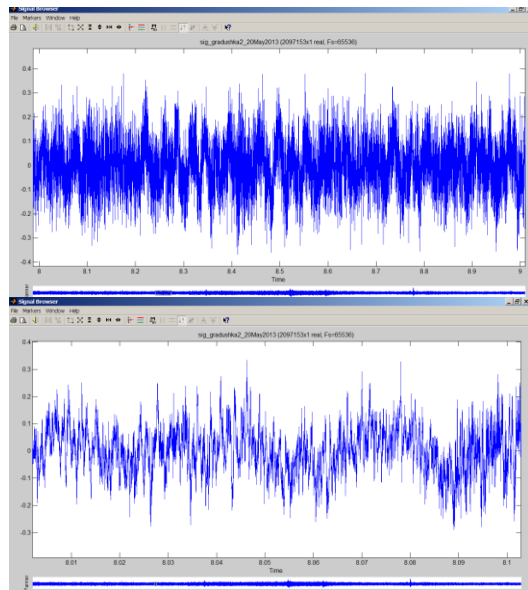 Signal Browser
File Markers Window Help
sig_gradushka2_20May2013 (2097153x1 real, Fs=65536)
0.4
0.3
0.2
0.1
0
-0.1
-0.2
-0.3
-0.4
8 8.1 8.2 8.3 8.4 8.5 8.6 8.7 8.8 8.9 9
Time
Signal Browser
File Markers Window Help
sig_gradushka2_20May2013 (2097153x1 real, Fs=65536)
0.4
0.3
0.2
0.1
0
-0.1
-0.2
-0.3
8.01 8.02 8.03 8.04 8.05 8.06 8.07 8.08 8.09 8.1
Time